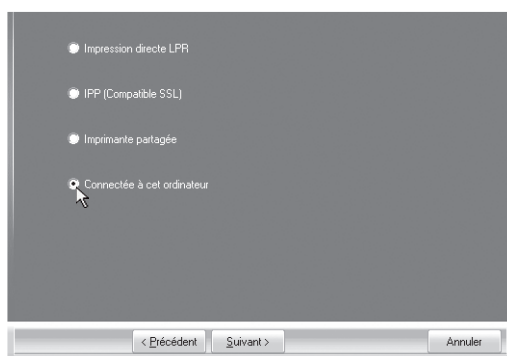 Impression directe LPR
IPP (Compatible SSL)
Imprimante partagée
Connectée à cet ordinateur
< Précédent Suivant > Annuler